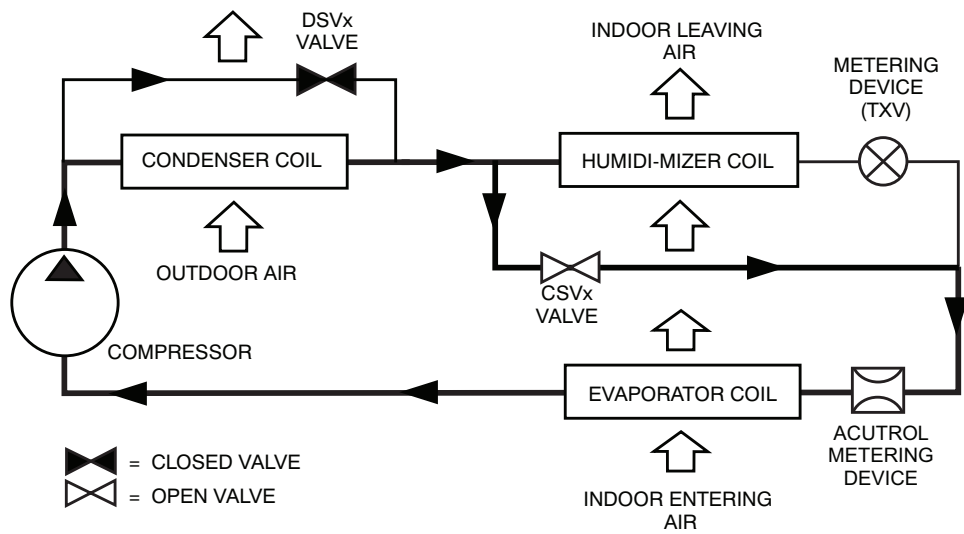 DSVx
VALVE
INDOOR LEAVING
AIR
METERING
DEVICE
(TXV)
CONDENSER COIL
HUMIDI-MIZER COIL
OUTDOOR AIR
CSVx
VALVE
COMPRESSOR
EVAPORATOR COIL
ACUTROL
METERING
DEVICE
= CLOSED VALVE
= OPEN VALVE
INDOOR ENTERING
AIR